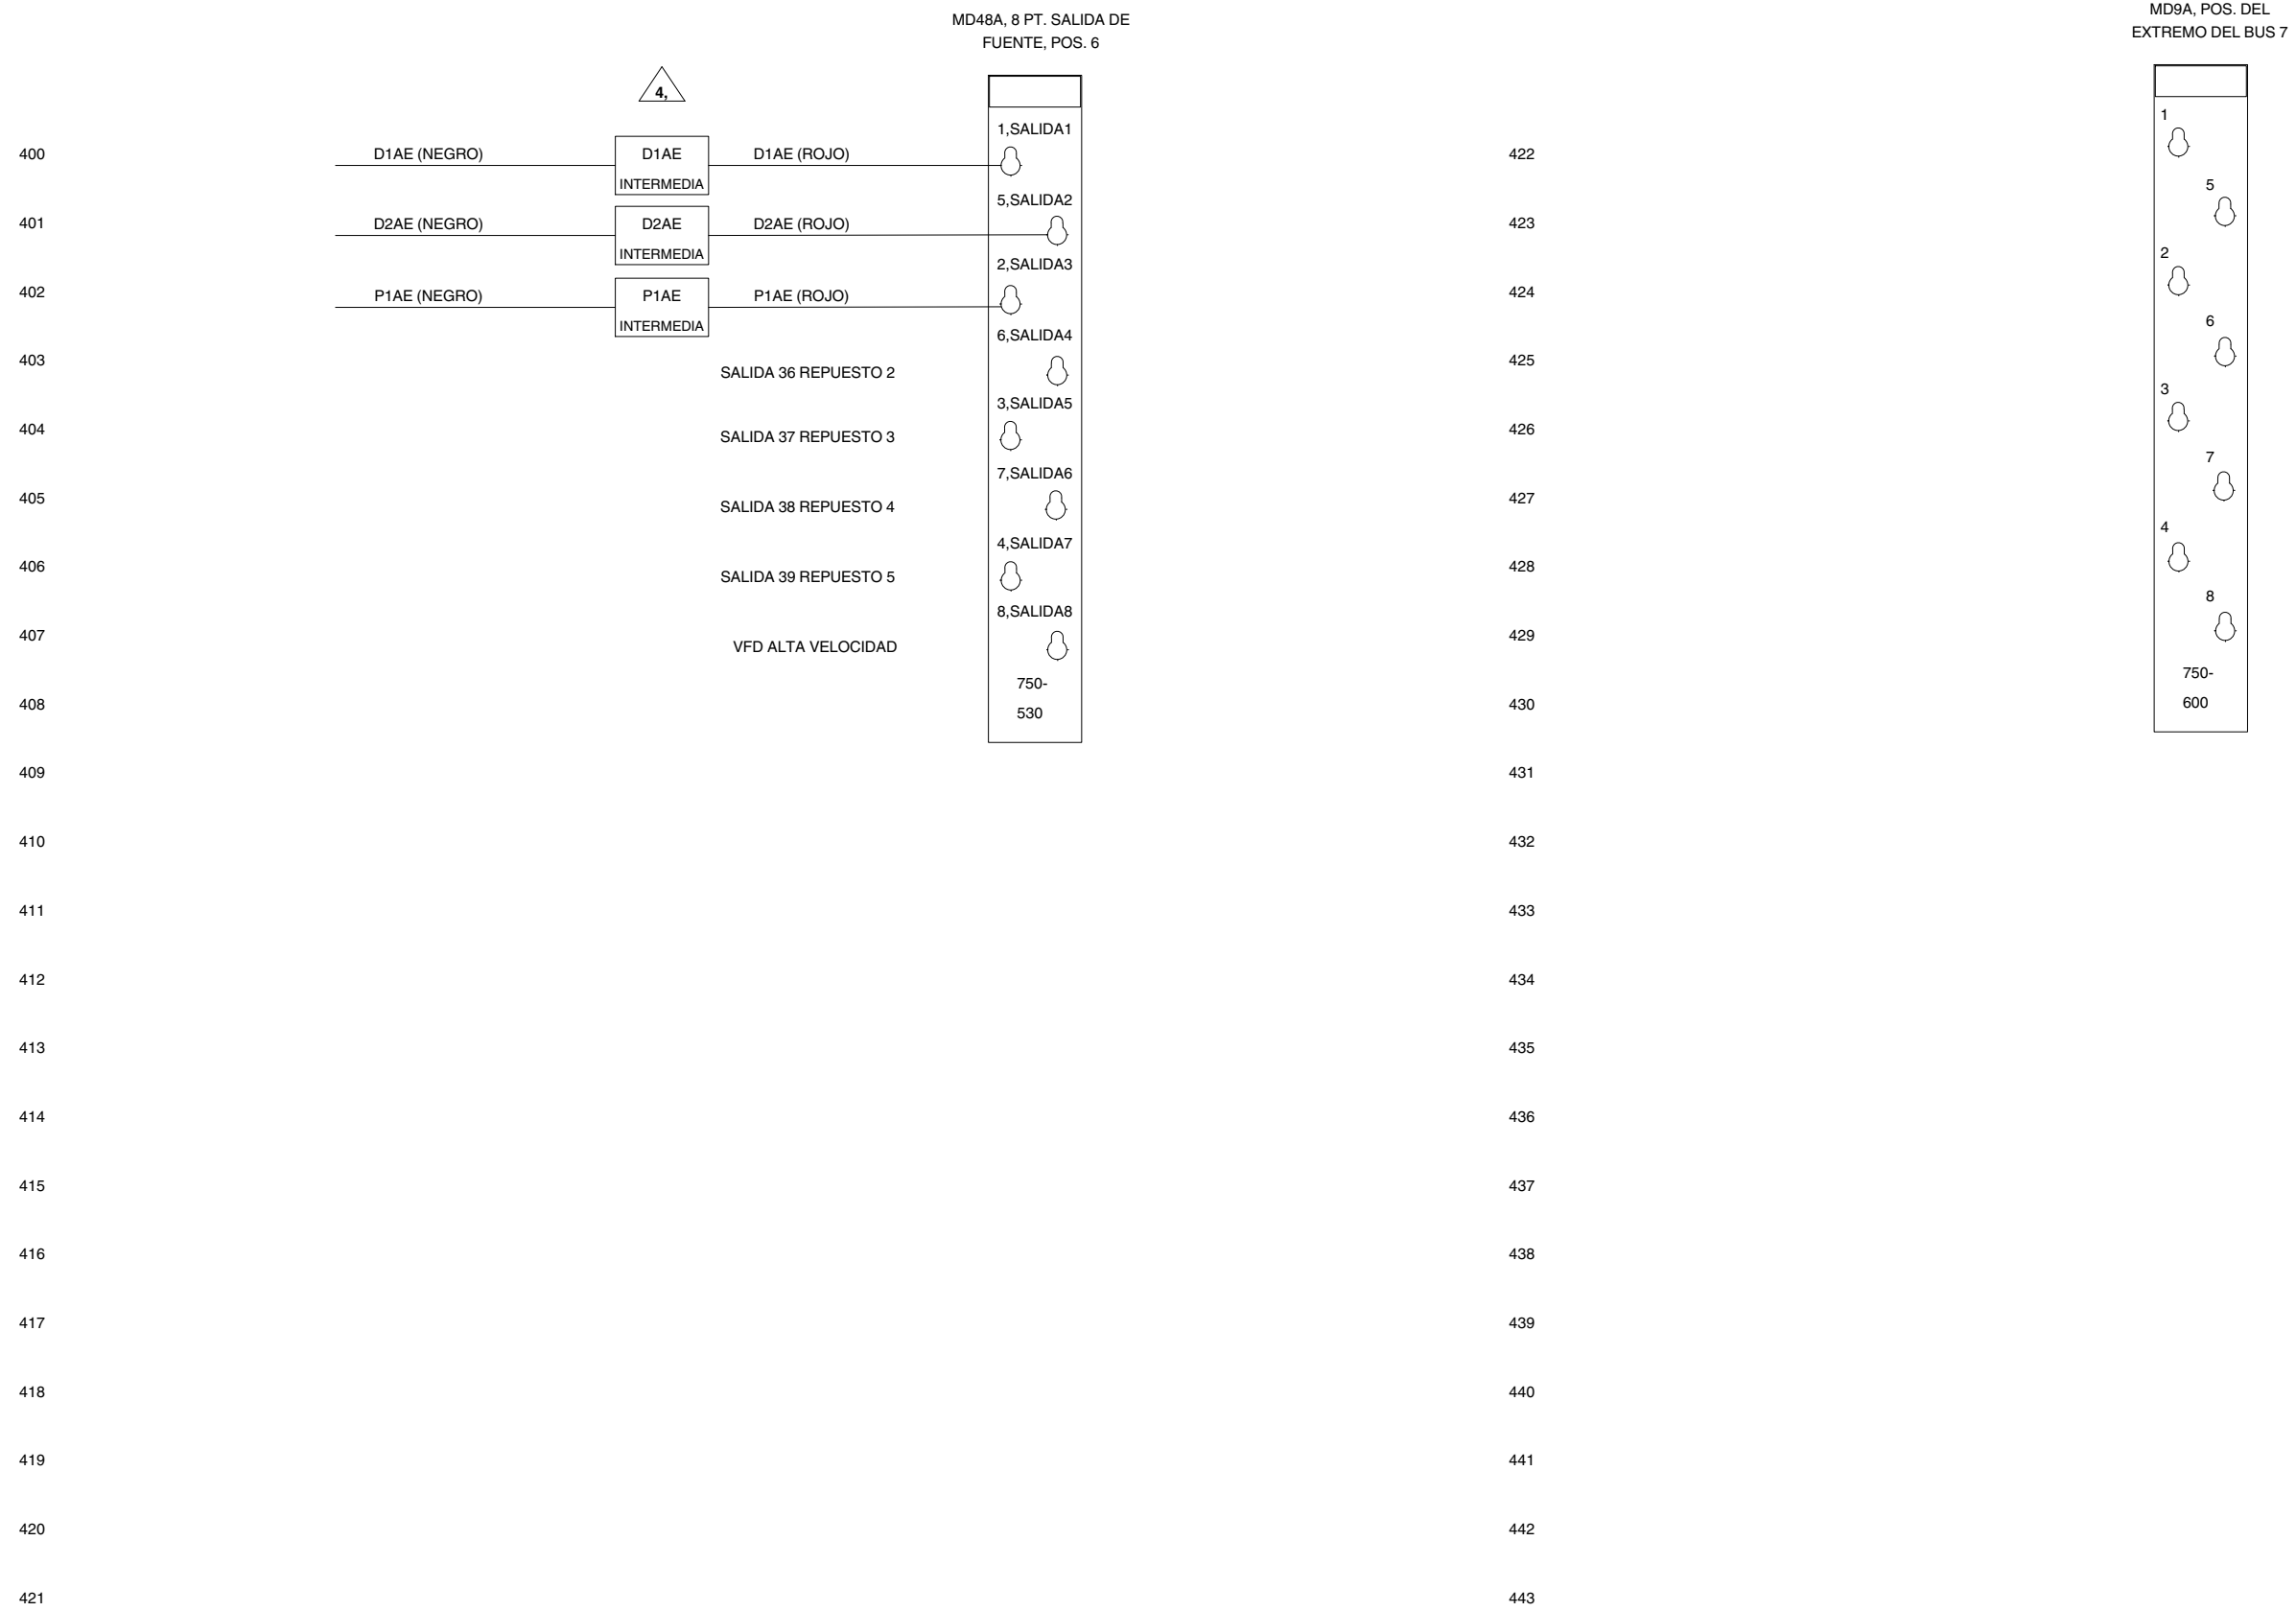 MD48A, 8 PT. SALIDA DE
FUENTE, POS. 6
MD9A, POS. DEL
EXTREMO DEL BUS 7
4,
1,SALIDA1
400
D1AE (NEGRO)
D1AE
INTERMEDIA
D1AE (ROJO)
5,SALIDA2
401
D2AE (NEGRO)
D2AE
INTERMEDIA
D2AE (ROJO)
2,SALIDA3
402
P1AE (NEGRO)
P1AE
INTERMEDIA
P1AE (ROJO)
6,SALIDA4
403
SALIDA 36 REPUESTO 2
3,SALIDA5
404
SALIDA 37 REPUESTO 3
7,SALIDA6
405
SALIDA 38 REPUESTO 4
4,SALIDA7
406
SALIDA 39 REPUESTO 5
8,SALIDA8
407
VFD ALTA VELOCIDAD
750-
530
408
409
410
411
412
413
414
415
416
417
418
419
420
421
1
422
5
423
2
424
6
425
3
426
7
427
4
428
8
429
750-
600
430
431
432
433
434
435
436
437
438
439
440
441
442
443